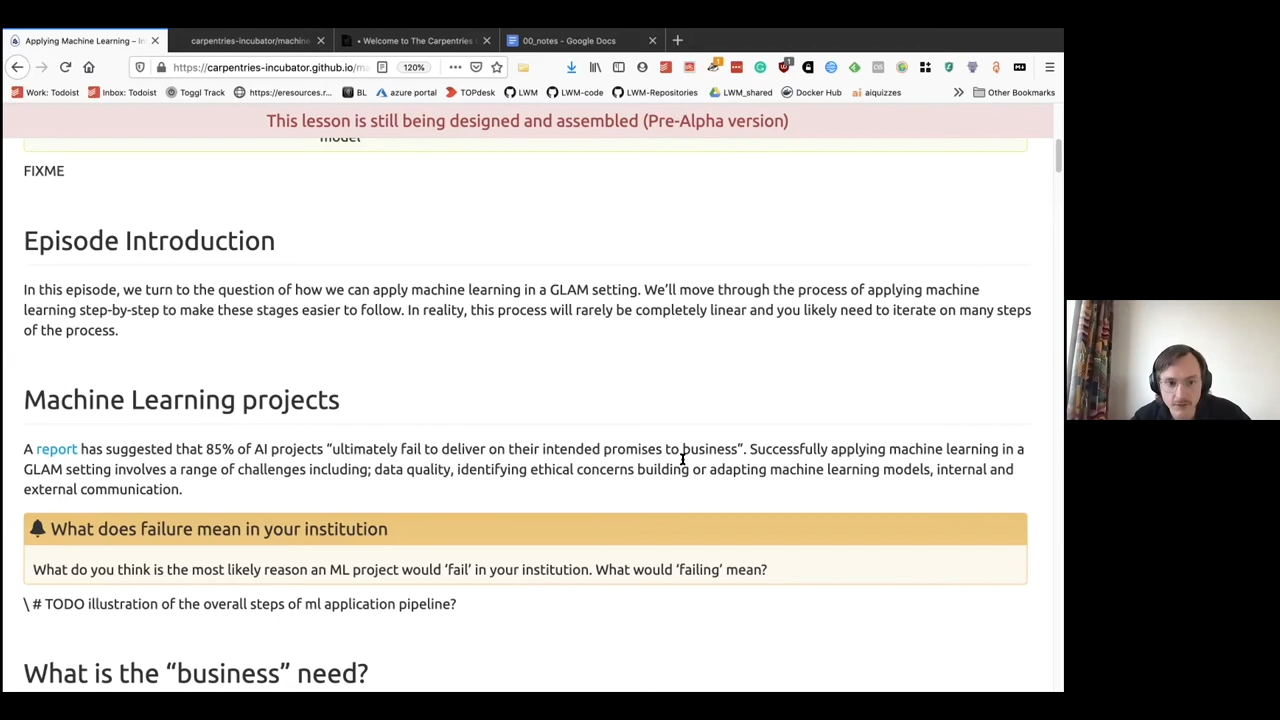 Applying Machine Learning – In
carpentries-incubator/machine
• Welcome to The Carpentries
00_notes - Google Docs
https://carpentries-incubator.github.io/ma
120%
Work: Todoist
Inbox: Todoist
Toggl Track
https://eresources.r...
BL
azure portal
TOPdesk
LWM
LWM-code
LWM-Repositories
LWM_shared
Docker Hub
ai aiquizzes
Other Bookmarks
This lesson is still being designed and assembled (Pre-Alpha version)
model
FIXME
Episode Introduction
In this episode, we turn to the question of how we can apply machine learning in a GLAM setting. We’ll move through the process of applying machine
learning step-by-step to make these stages easier to follow. In reality, this process will rarely be completely linear and you likely need to iterate on many steps
of the process.
Machine Learning projects
A report has suggested that 85% of AI projects “ultimately fail to deliver on their intended promises to business”. Successfully applying machine learning in a
GLAM setting involves a range of challenges including; data quality, identifying ethical concerns building or adapting machine learning models, internal and
external communication.
What does failure mean in your institution
What do you think is the most likely reason an ML project would ‘fail’ in your institution. What would ‘failing’ mean?
\ # TODO illustration of the overall steps of ml application pipeline?
What is the “business” need?